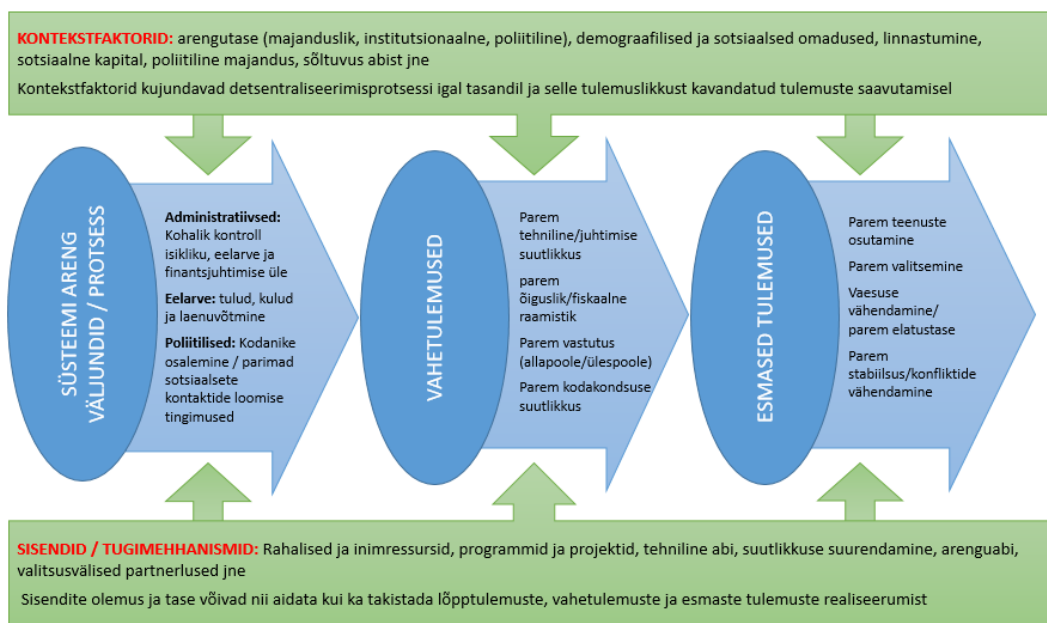 KONTEKSTFAKTORID: arengutase (majanduslik, institutsionaalne, poliitiline), demograafilised ja sotsiaalsed omadused, linnastumine,
sotsiaalne kapital, poliitiline majandus, sõltuvus abist jne
Kontekstfaktorid kujundavad detsentraliseerimisprotsessi igal tasandil ja selle tulemuslikkust kavandatud tulemuste saavutamisel
SÜSTEEMI ARENG
VÄLJUNDID / PROTSESS
Administratiivsed:
Kohalik kontroll
isikliku, eelarve ja
finantsjuhtimise üle
Eelarve: tulud, kulud
ja laenuvõtmine
Poliitilised: Kodanike
osalemine / parimad
sotsiaalsete
kontaktide loomise
tingimused
VAHETULEMUSED
Parem
tehniline/juhtimise
suutlikkus
parem
õiguslik/fiskaalne
raamistik
Parem vastutus
(allapoole/ülespoole)
Parem kodakondsuse
suutlikkus
ESMASED TULEMUSED
Parem teenuste
osutamine
Parem valitsemine
Vaesuse
vähendamine/
parem elatustase
Parem
stabiilsus/konfliktide
vähendamine
SISENDID / TUGIMEHHANISMID: Rahalised ja inimressursid, programmid ja projektid, tehniline abi, suutlikkuse suurendamine, arenguabi,
valitsusvälised partnerlused jne
Sisendite olemus ja tase võivad nii aidata kui ka takistada lõpptulemuste, vahetulemuste ja esmaste tulemuste realiseerumist